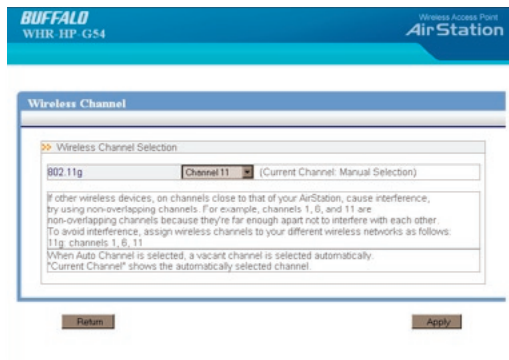 BUFFALO
WHR-HP-G54
Wireless Access Point
AirStation
Wireless Channel
Wireless Channel Selection
802.11g Channel 11 (Current Channel: Manual Selection)
If other wireless devices, on channels close to that of your AirStation, cause interference,
try using non-overlapping channels. For example, channels 1, 6, and 11 are
non-overlapping channels because they're far enough apart not to interfere with each other.
To avoid interference, assign wireless channels to your different wireless networks as follows:
11g: channels 1, 6, 11
When Auto Channel is selected, a vacant channel is selected automatically.
"Current Channel" shows the automatically selected channel.
Return Apply